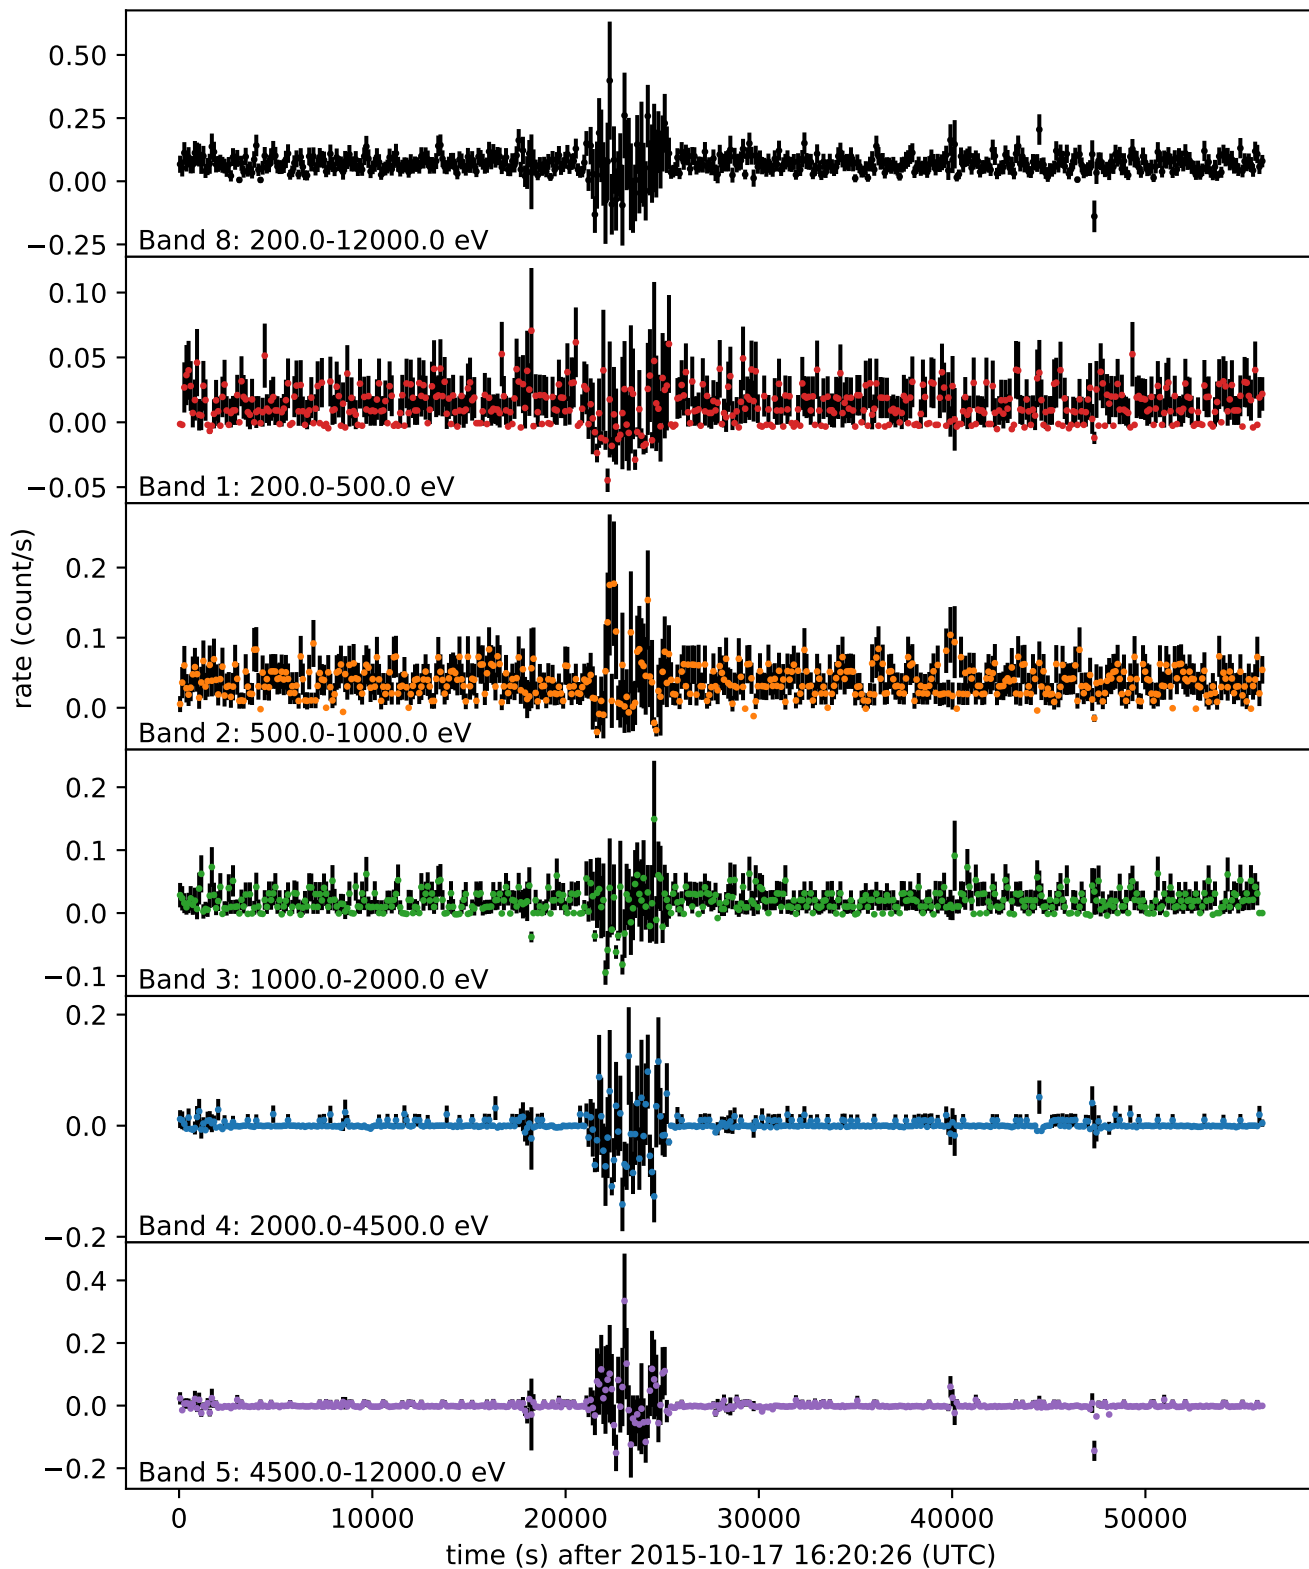 0.50
0.25
0.00
−0.25
Band 8: 200.0-12000.0 eV
0.10
0.05
0.00
−0.05
Band 1: 200.0-500.0 eV
rate (count/s)
0.2
0.1
0.0
Band 2: 500.0-1000.0 eV
0.2
0.1
0.0
−0.1
Band 3: 1000.0-2000.0 eV
0.2
0.0
−0.2
Band 4: 2000.0-4500.0 eV
0.4
0.2
0.0
−0.2
Band 5: 4500.0-12000.0 eV
0 10000 20000 30000 40000 50000
time (s) after 2015-10-17 16:20:26 (UTC)